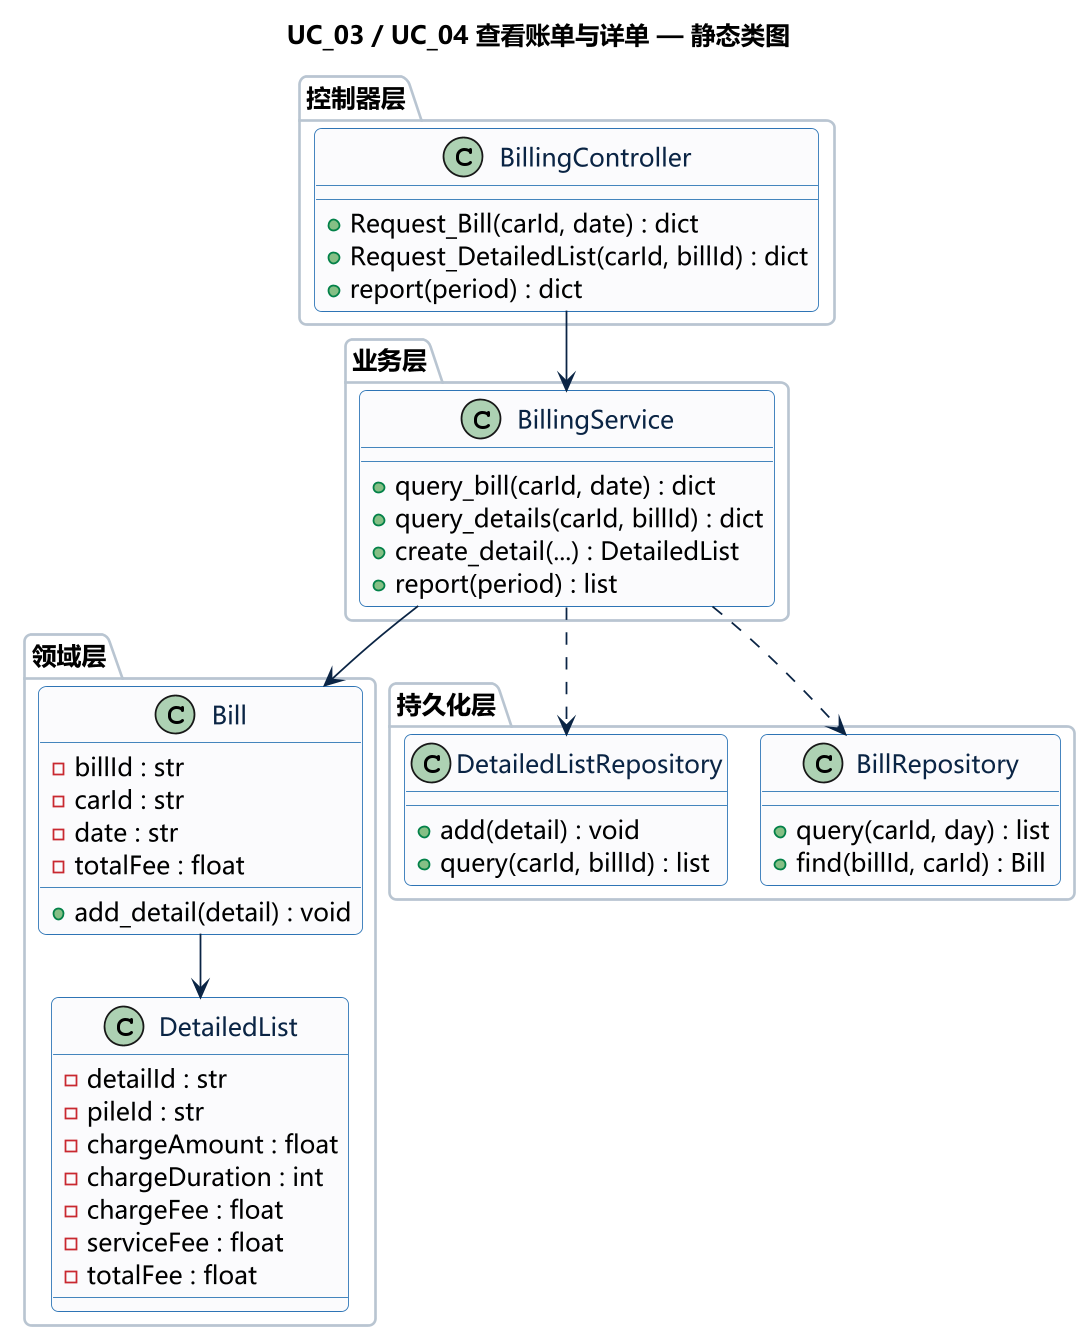 UC_03 / UC_04 查看账单与详单 — 静态类图
控制器层
C BillingController
Request_Bill(carId, date) : dict
Request_DetailedList(carId, billId) : dict
report(period) : dict
业务层
C BillingService
query_bill(carId, date) : dict
query_details(carId, billId) : dict
create_detail(...) : DetailedList
report(period) : list
领域层
C Bill
billId : str
carId : str
date : str
totalFee : float
add_detail(detail) : void
C DetailedList
detailId : str
pileId : str
chargeAmount : float
chargeDuration : int
chargeFee : float
serviceFee : float
totalFee : float
持久化层
C DetailedListRepository
add(detail) : void
query(carId, billId) : list
C BillRepository
query(carId, day) : list
find(billId, carId) : Bill